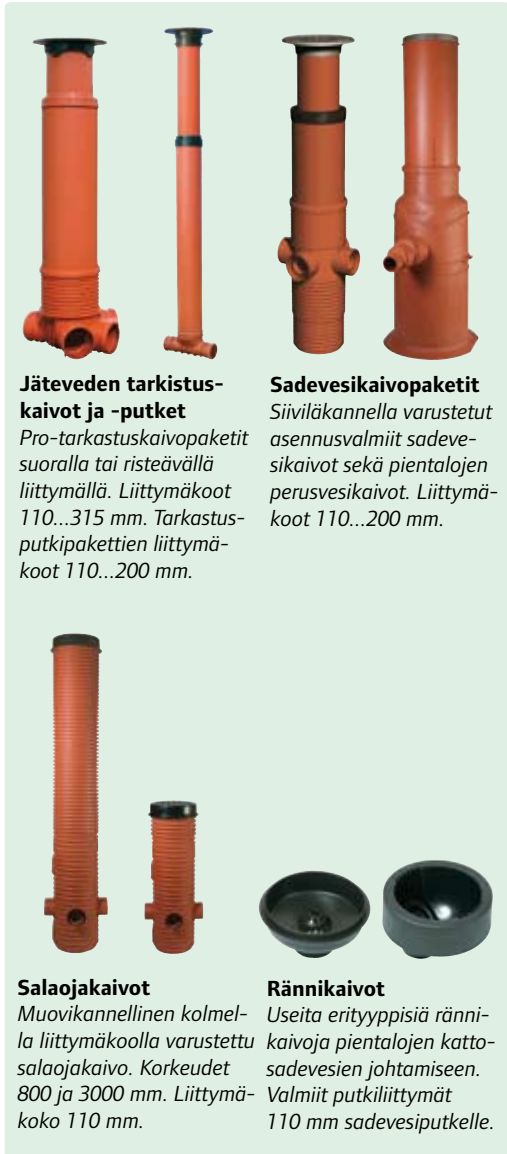 Jäteveden tarkistus-
kaivot ja -putket
Pro-tarkastuskaivopaketit
suoralla tai risteävällä
liittymällä. Liittymäkoot
110...315 mm. Tarkastus-
putkipakettien liittymä-
koot 110...200 mm.
Sadevesikaivopaketit
Siiviläkannella varustetut
asennusvalmiit sadeve-
sikaivot sekä pientalojen
perusvesikaivot. Liittymä-
koot 110...200 mm.
Salaojakaivot
Muovikannellinen kolmel-
la liittymäkoolla varustettu
salaojakaivo. Korkeudet
800 ja 3000 mm. Liittymä-
koko 110 mm.
Rännikaivot
Useita erityyppisiä ränni-
kaivoja pientalojen katto-
sadevesien johtamiseen.
Valmiit putkiliittymät
110 mm sadevesiputkelle.